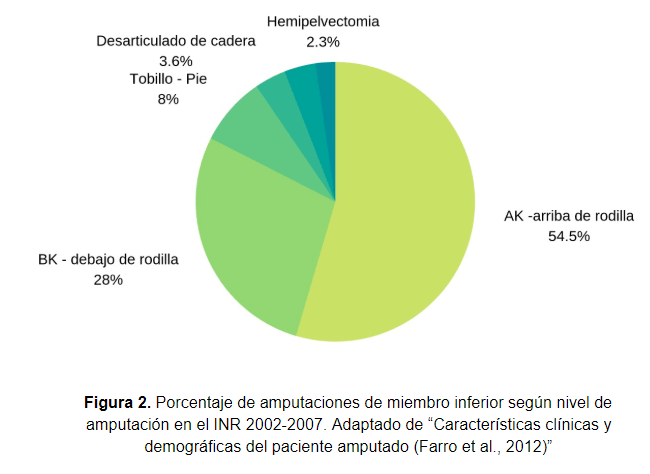 Hemipelvectomia
2.3%
Desarticulado de cadera
3.6%
Tobillo - Pie
8%
AK -arriba de rodilla
54.5%
BK - debajo de rodilla
28%
Figura 2. Porcentaje de amputaciones de miembro inferior según nivel de
amputación en el INR 2002-2007. Adaptado de “Características clínicas y
demográficas del paciente amputado (Farro et al., 2012)”